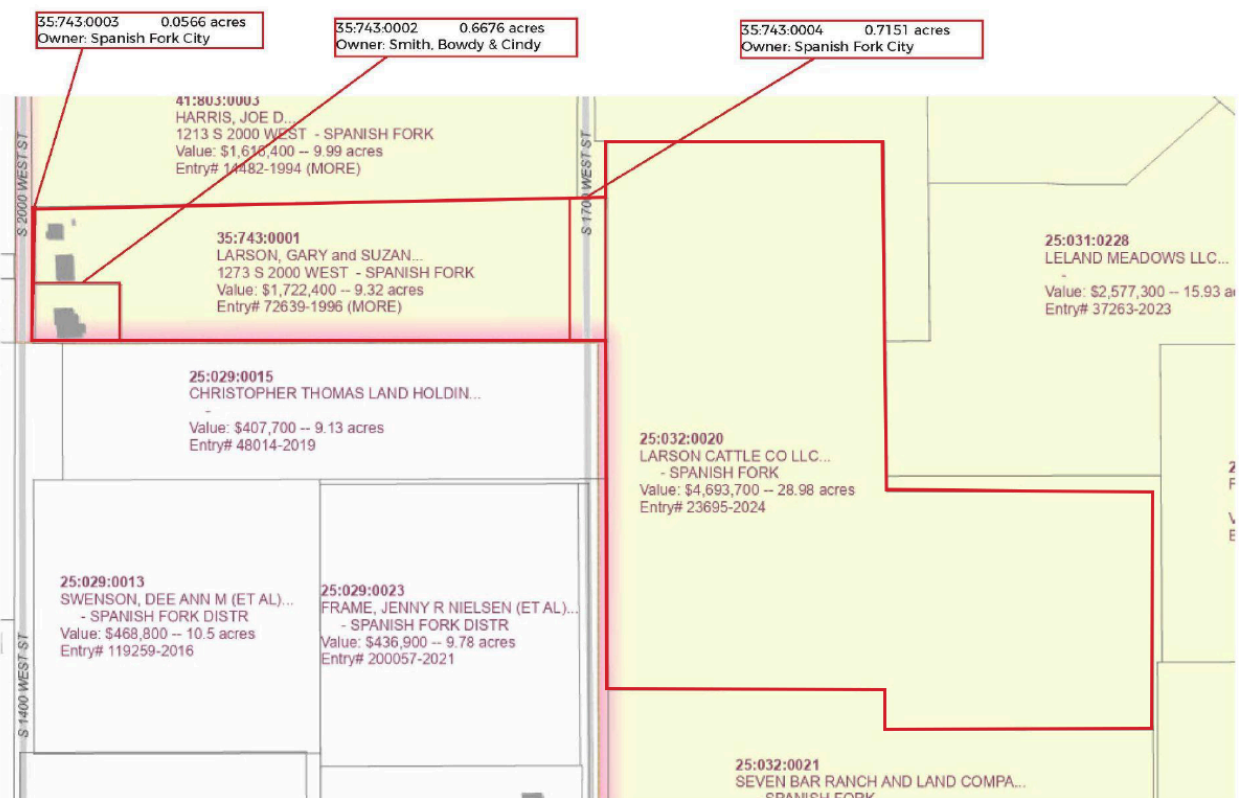 35:743:0003 0.0566 acres
Owner: Spanish Fork City
35:743:0002 0.6676 acres
Owner: Smith, Bowdy & Cindy
35:743:0004 0.7151 acres
Owner: Spanish Fork City
41:803:0003
HARRIS, JOE D....
1213 S 2000 WEST - SPANISH FORK
Value: $1,616,400 -- 9.99 acres
Entry# 14482-1994 (MORE)
S 2000 WEST ST
S 1700 WEST ST
35:743:0001
LARSON, GARY and SUZAN...
1273 S 2000 WEST - SPANISH FORK
Value: $1,722,400 -- 9.32 acres
Entry# 72639-1996 (MORE)
25:031:0228
LELAND MEADOWS LLC...
-
Value: $2,577,300 -- 15.93 a
Entry# 37263-2023
25:029:0015
CHRISTOPHER THOMAS LAND HOLDIN...
-
Value: $407,700 -- 9.13 acres
Entry# 48014-2019
25:032:0020
LARSON CATTLE CO LLC...
- SPANISH FORK
Value: $4,693,700 -- 28.98 acres
Entry# 23695-2024
25:029:0013
SWENSON, DEE ANN M (ET AL)...
- SPANISH FORK DISTR
Value: $468,800 -- 10.5 acres
Entry# 119259-2016
25:029:0023
FRAME, JENNY R NIELSEN (ET AL)...
- SPANISH FORK DISTR
Value: $436,900 -- 9.78 acres
Entry# 200057-2021
S 1400 WEST ST
25:032:0021
SEVEN BAR RANCH AND LAND COMPA...
SPANISH FORK